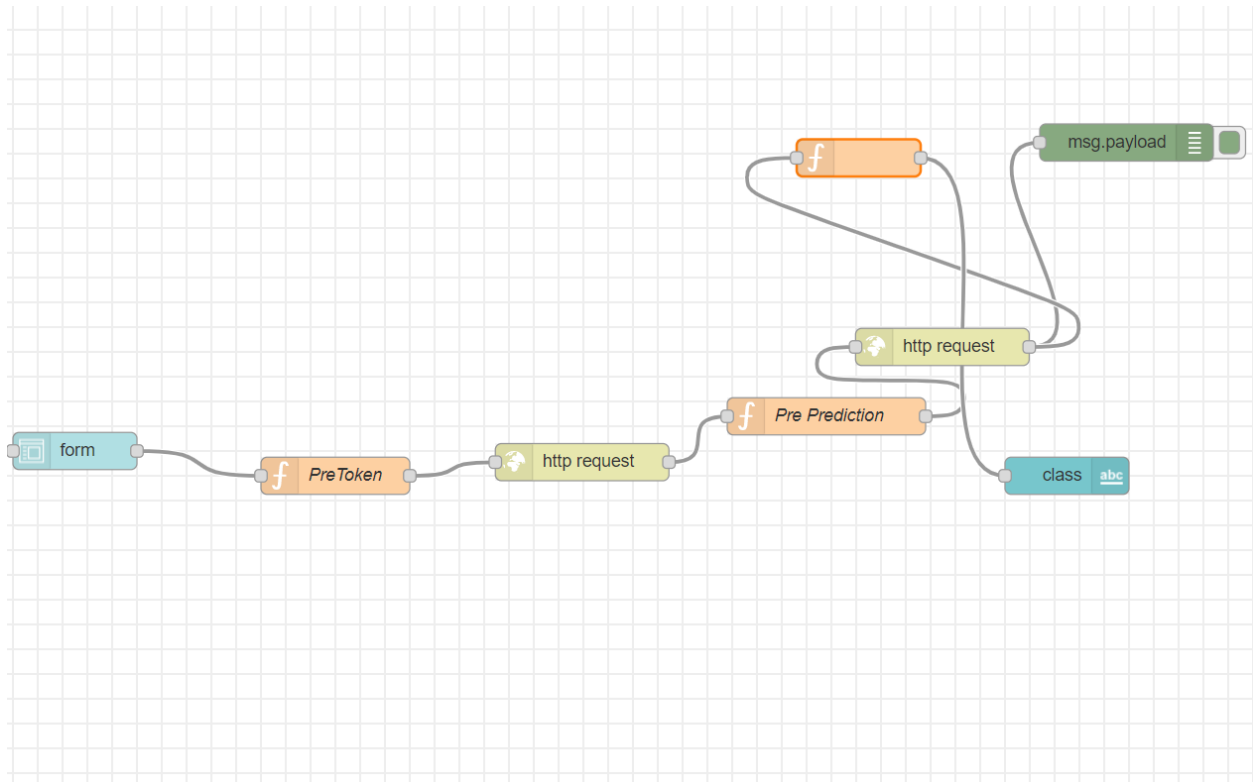 msg.payload
http request
Pre Prediction
form
PreToken
http request
class
abc